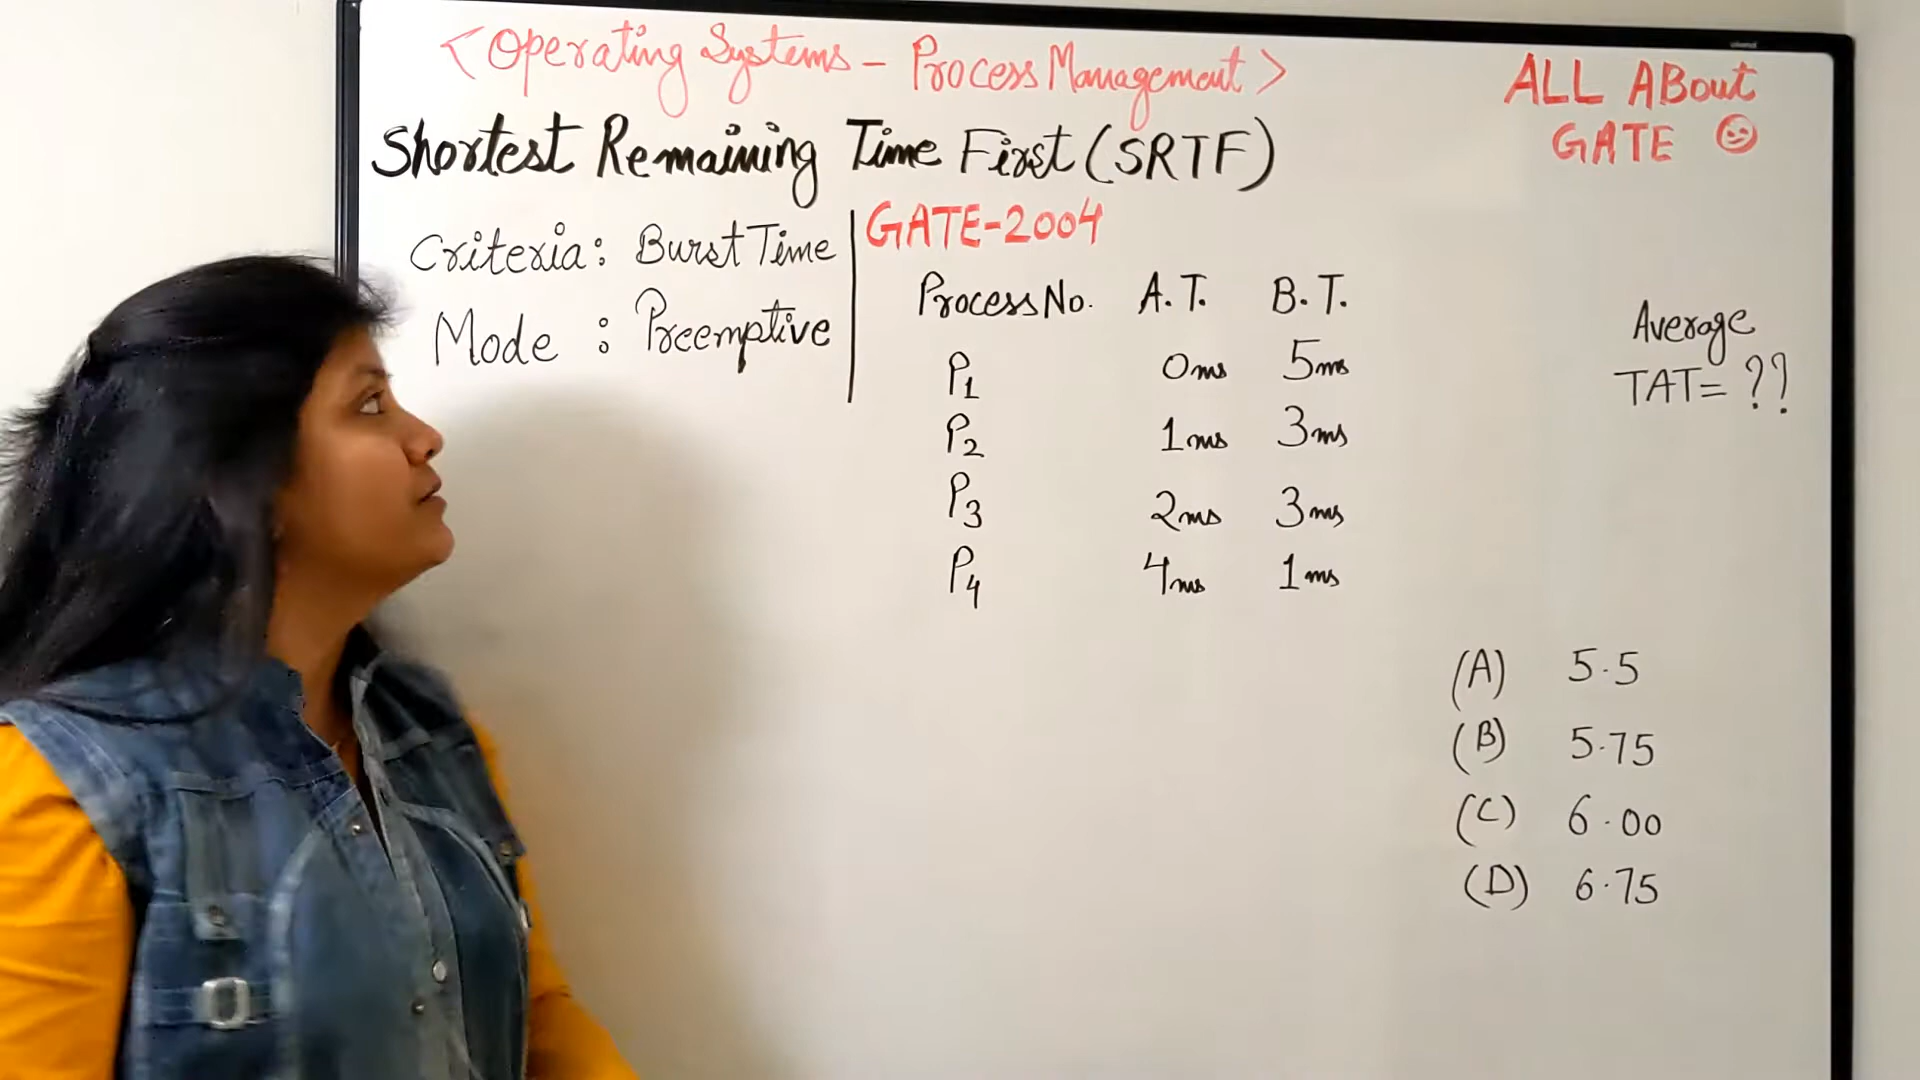 <Operating Systems - Process Management>
ALL ABout
GATE
Shortest Remaining Time First (SRTF)
Criteria: Burst Time
Mode : Preemptive
GATE-2004
Process No. A.T. B.T.
P1 0ms 5ms
P2 1ms 3ms
P3 2ms 3ms
P4 4ms 1ms
Average
TAT= ??
(A) 5.5
(B) 5.75
(C) 6.00
(D) 6.75